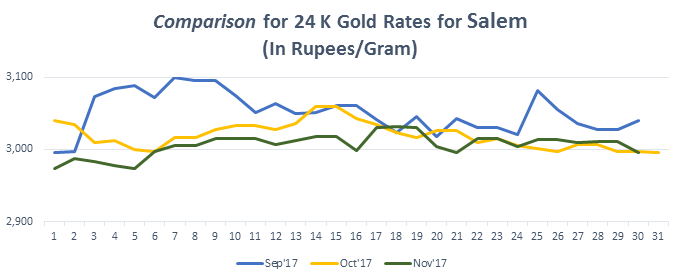 Comparison for 24 K Gold Rates for Salem
(In Rupees/Gram)
3,100
3,000
2,900
1 2 3 4 5 6 7 8 9 10 11 12 13 14 15 16 17 18 19 20 21 22 23 24 25 26 27 28 29 30 31
Sep'17 Oct'17 Nov'17